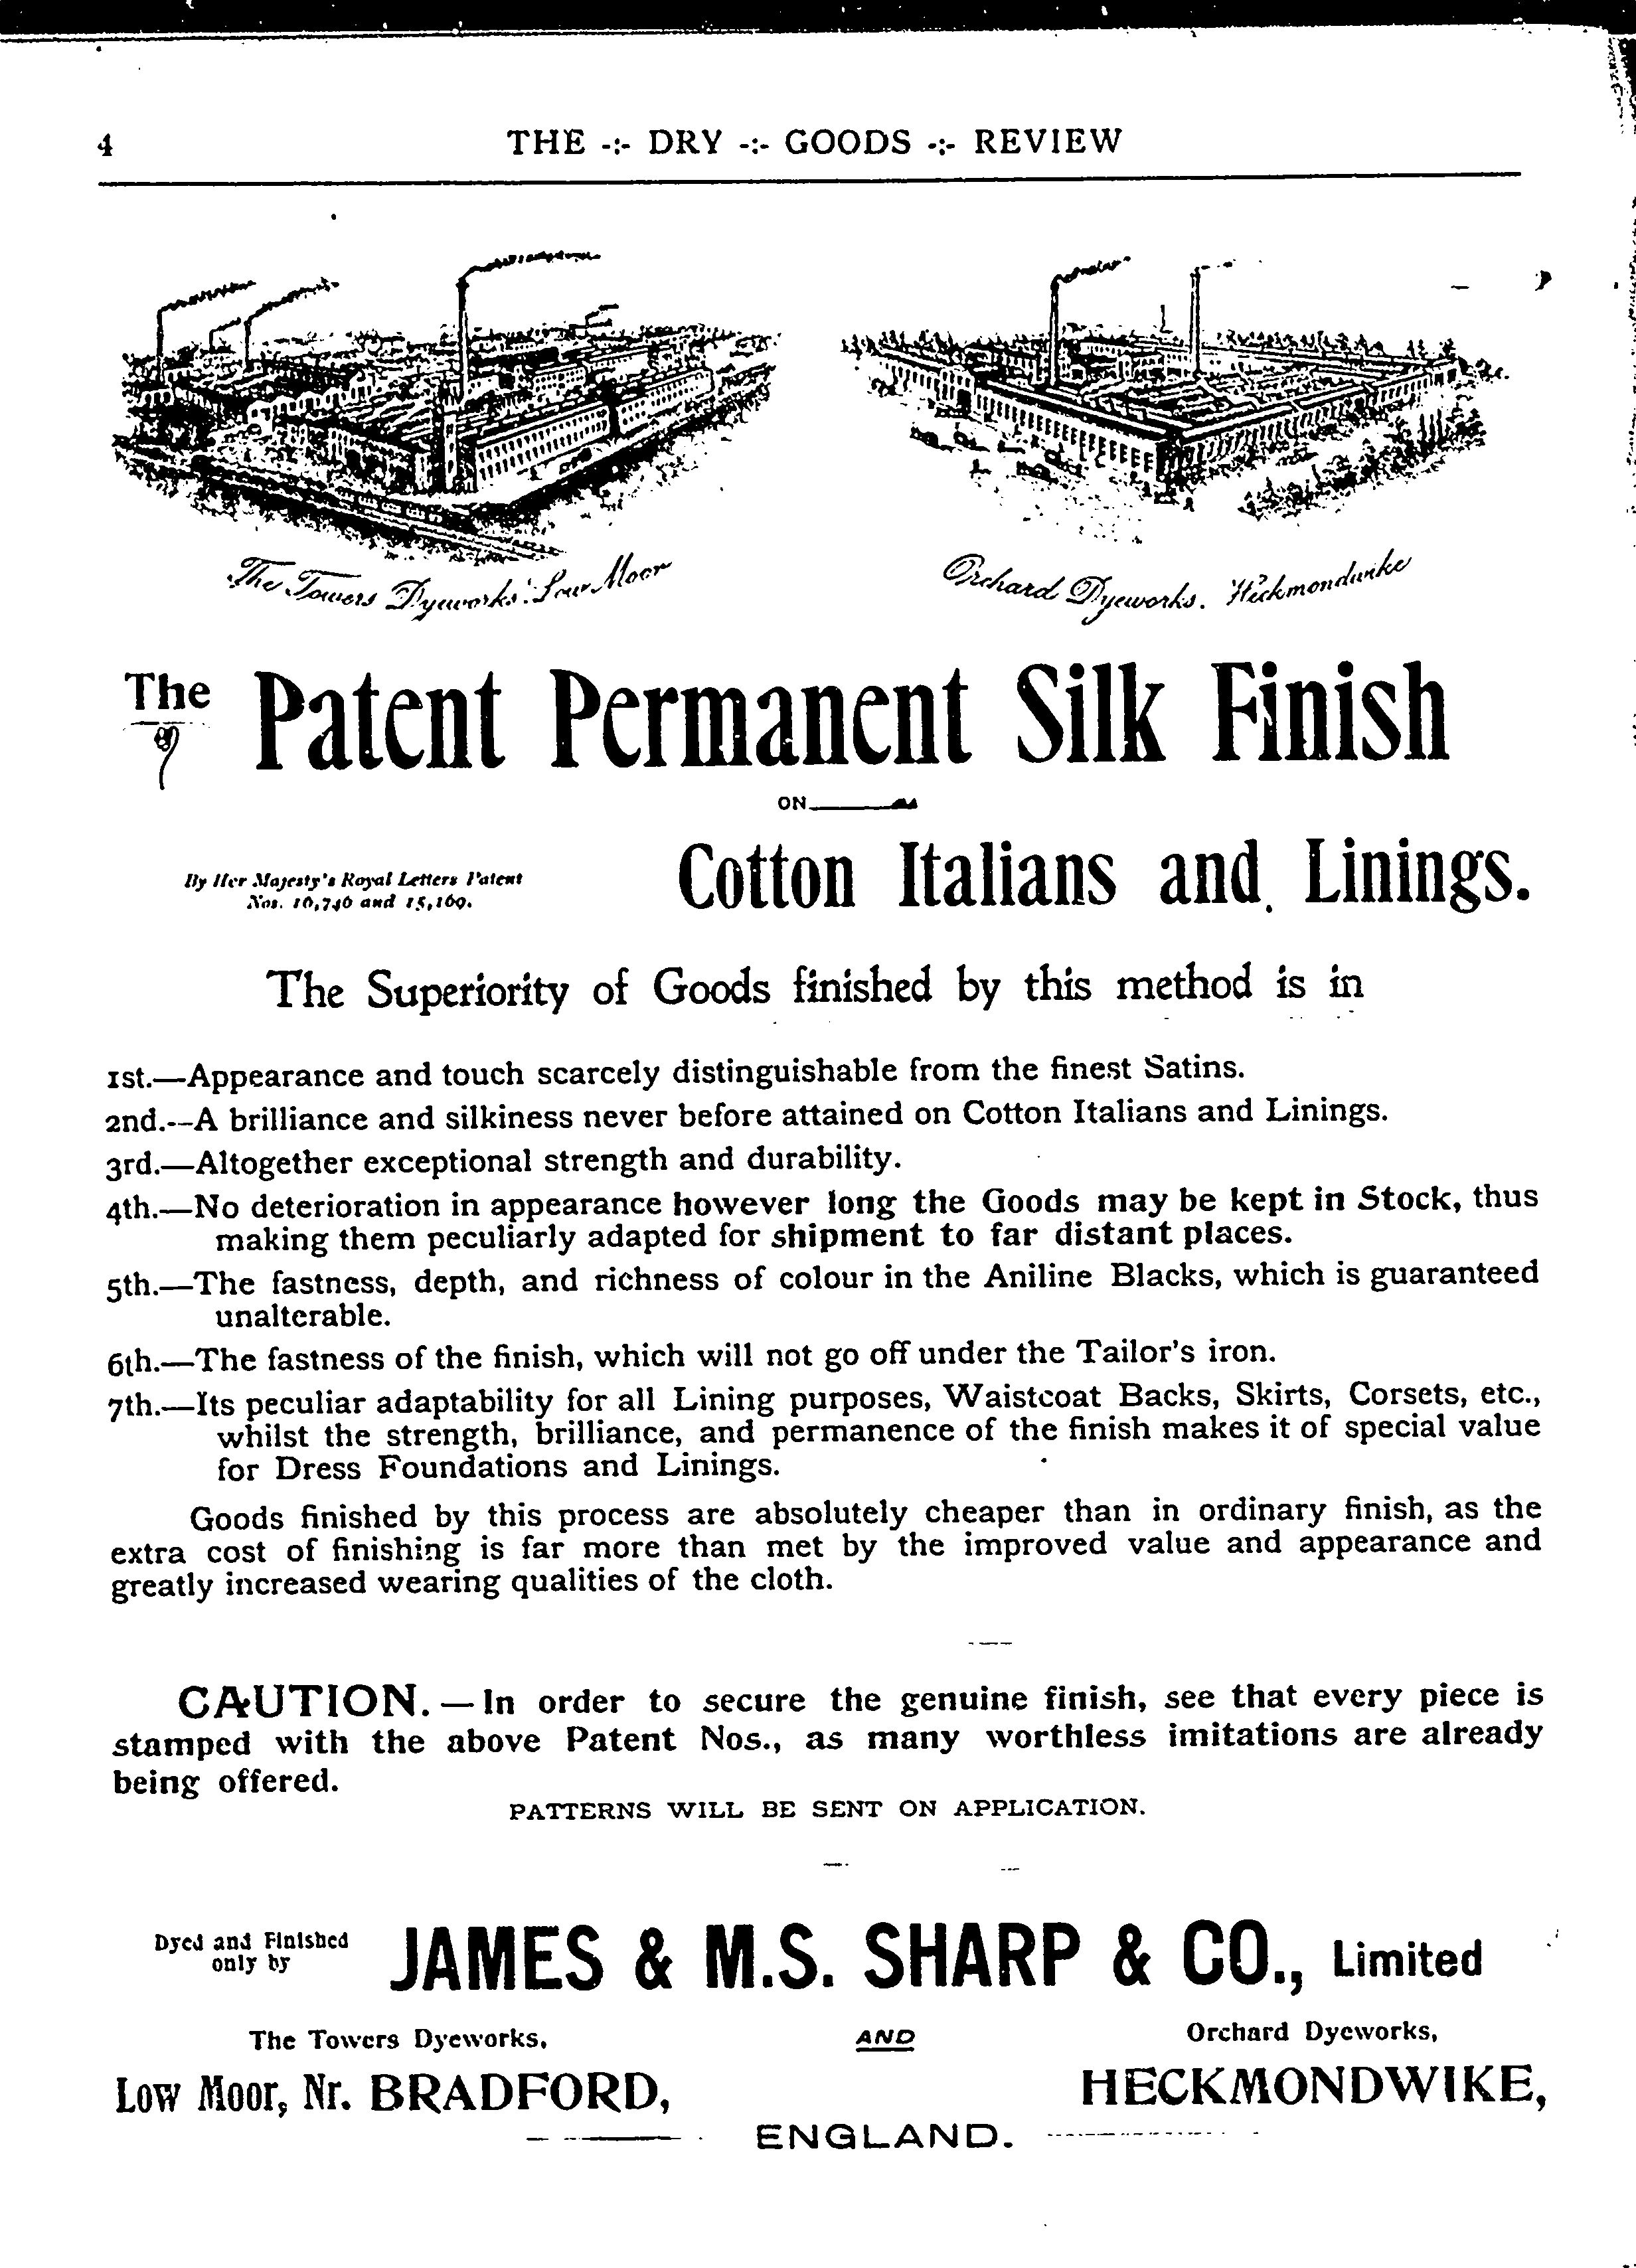 4
THE -:- DRY -:- GOODS -:- REVIEW
The Towers Dyeworks. Low Moor
Orchard Dyeworks. Heckmondwike
The Patent Permanent Silk Finish
ON
By Her Majesty's Royal Letters Patent
Nos. 16,746 and 15,169.
Cotton Italians and Linings.
The Superiority of Goods finished by this method is in
1st.—Appearance and touch scarcely distinguishable from the finest Satins.
2nd.--A brilliance and silkiness never before attained on Cotton Italians and Linings.
3rd.—Altogether exceptional strength and durability.
4th.—No deterioration in appearance however long the Goods may be kept in Stock, thus
making them peculiarly adapted for shipment to far distant places.
5th.—The fastness, depth, and richness of colour in the Aniline Blacks, which is guaranteed
unalterable.
6th.—The fastness of the finish, which will not go off under the Tailor's iron.
7th.—Its peculiar adaptability for all Lining purposes, Waistcoat Backs, Skirts, Corsets, etc.,
whilst the strength, brilliance, and permanence of the finish makes it of special value
for Dress Foundations and Linings.
Goods finished by this process are absolutely cheaper than in ordinary finish, as the
extra cost of finishing is far more than met by the improved value and appearance and
greatly increased wearing qualities of the cloth.
CAUTION.—In order to secure the genuine finish, see that every piece is
stamped with the above Patent Nos., as many worthless imitations are already
being offered.
PATTERNS WILL BE SENT ON APPLICATION.
Dyed and Finished
only by
JAMES & M.S. SHARP & CO., Limited
The Towers Dyeworks,
AND
Orchard Dyeworks,
Low Moor, Nr. BRADFORD,
HECKMONDWIKE,
ENGLAND.